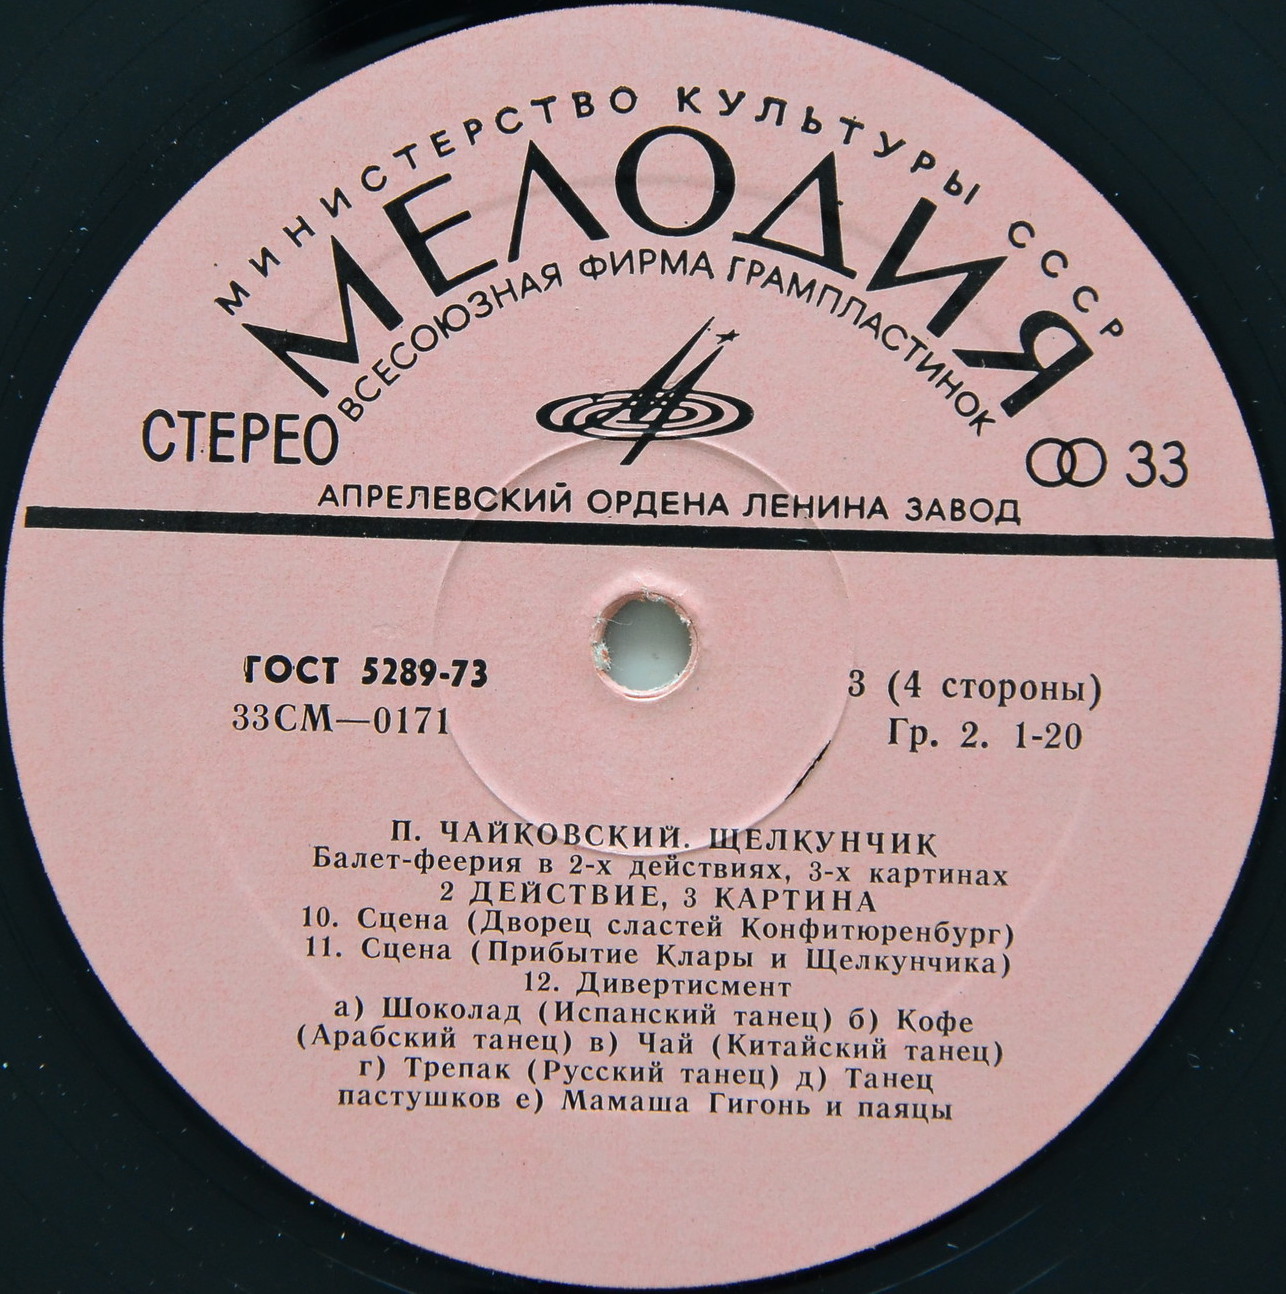 МИНИСТЕРСТВО КУЛЬТУРЫ СССР
МЕЛОДИЯ
ВСЕСОЮЗНАЯ ФИРМА ГРАМПЛАСТИНОК
СТЕРЕО
33
АПРЕЛЕВСКИЙ ОРДЕНА ЛЕНИНА ЗАВОД
ГОСТ 5289-73
33СМ—0171
3 (4 стороны)
Гр. 2. 1-20
П. ЧАЙКОВСКИЙ. ЩЕЛКУНЧИК
Балет-феерия в 2-х действиях, 3-х картинах
2 ДЕЙСТВИЕ, 3 КАРТИНА
10. Сцена (Дворец сластей Конфитюренбург)
11. Сцена (Прибытие Клары и Щелкунчика)
12. Дивертисмент
а) Шоколад (Испанский танец) б) Кофе
(Арабский танец) в) Чай (Китайский танец)
г) Трепак (Русский танец) д) Танец
пастушков е) Мамаша Гигонь и паяцы